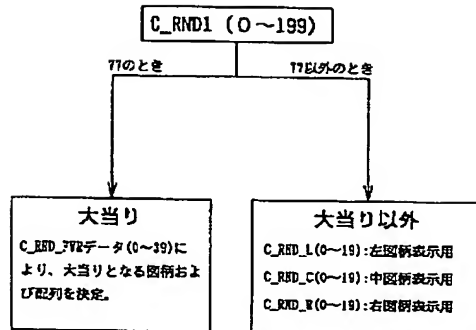 C_RND1 (0～199)
77のとき
77以外のとき
大当り
C_RND_FVRデータ(0～39)に
より、大当りとなる図柄およ
び配列を決定。
大当り以外
C_RND_L(0～19):左図柄表示用
C_RND_C(0～19):中図柄表示用
C_RND_R(0～19):右図柄表示用